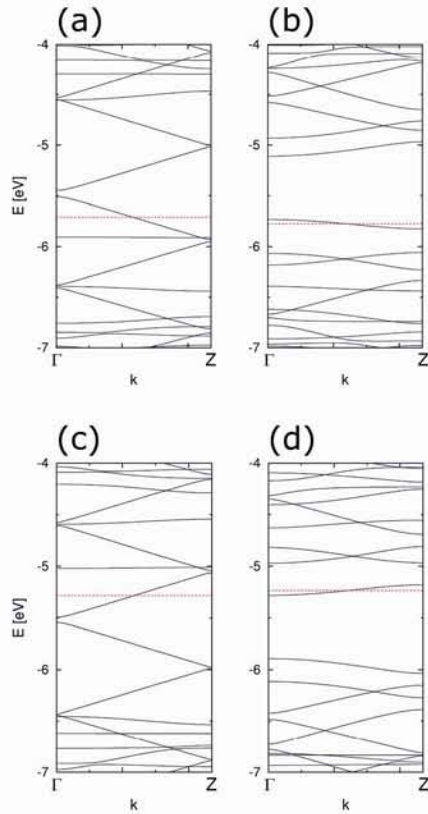 (a) (b)
-4 -4
-5 -5
E [eV]
-6 -6
-7 -7
Γ Z Γ Z
k k
(c) (d)
-4 -4
-5 -5
E [eV]
-6 -6
-7 -7
Γ Z Γ Z
k k